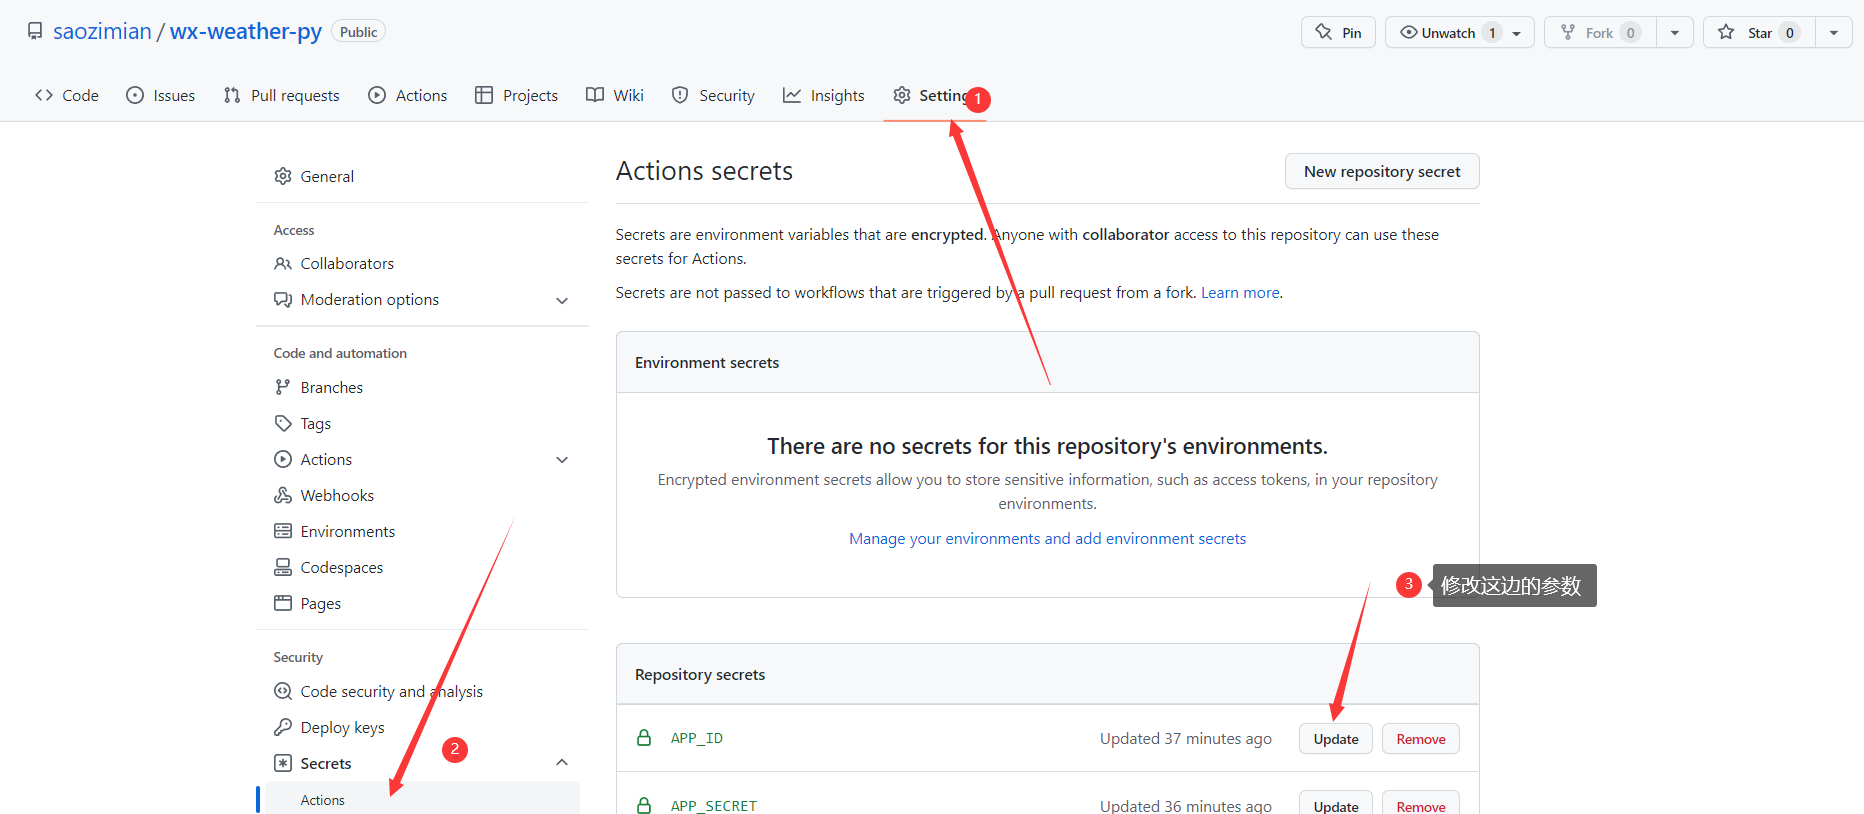 saozimian / wx-weather-py Public
Pin Unwatch 1 Fork 0 Star 0
Code Issues Pull requests Actions Projects Wiki Security Insights Setting 1
General
Access
Collaborators
Moderation options
Code and automation
Branches
Tags
Actions
Webhooks
Environments
Codespaces
Pages
Security
Code security and analysis
Deploy keys
2
Secrets
Actions
Actions secrets
New repository secret
Secrets are environment variables that are encrypted. Anyone with collaborator access to this repository can use these
secrets for Actions.
Secrets are not passed to workflows that are triggered by a pull request from a fork. Learn more.
Environment secrets
There are no secrets for this repository's environments.
Encrypted environment secrets allow you to store sensitive information, such as access tokens, in your repository
environments.
Manage your environments and add environment secrets
3 修改这边的参数
Repository secrets
APP_ID Updated 37 minutes ago Update Remove
APP_SECRET Updated 36 minutes ago Update Remove